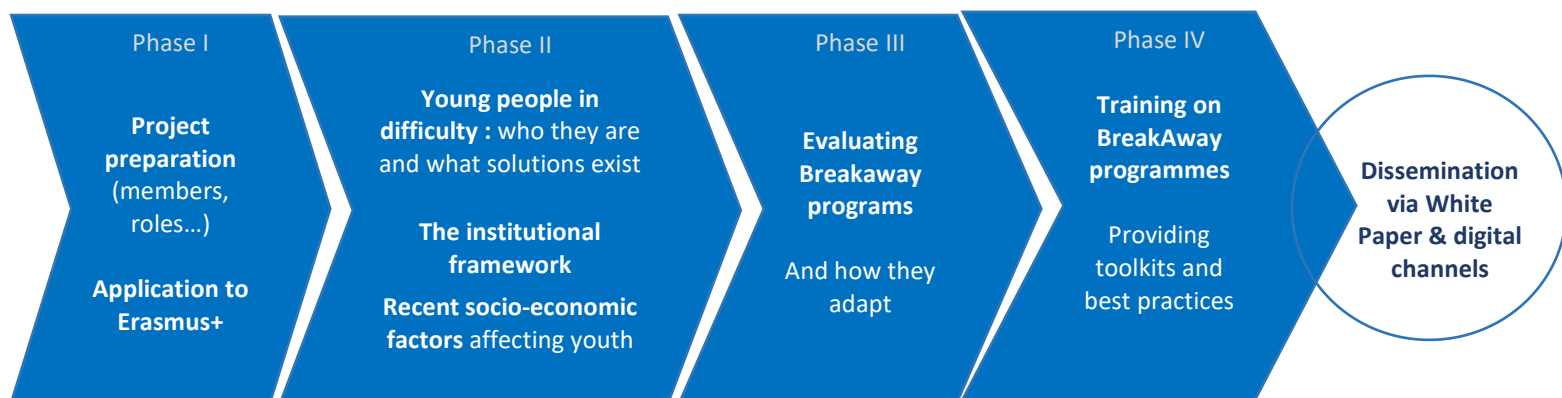 Phase I
Project
preparation
(members,
roles…)
Application to
Erasmus+
Phase II
Young people in
difficulty : who they are
and what solutions exist
The institutional
framework
Recent socio-economic
factors affecting youth
Phase III
Evaluating
Breakaway
programs
And how they
adapt
Phase IV
Training on
BreakAway
programmes
Providing
toolkits and
best practices
Dissemination
via White
Paper & digital
channels